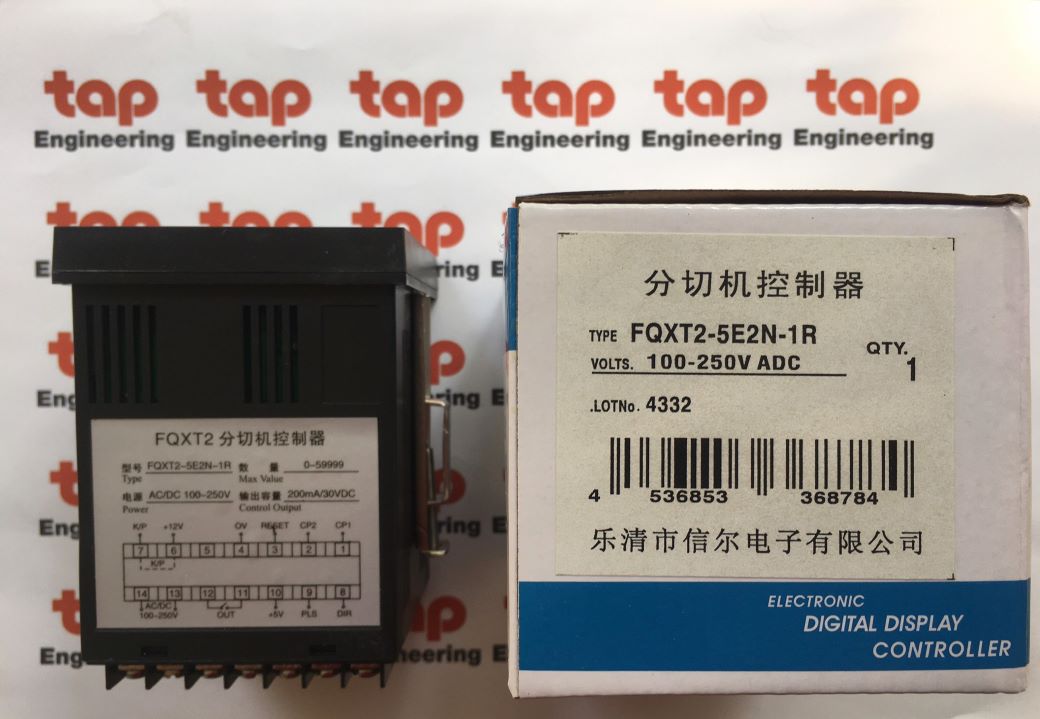 tap tap tap tap tap tap
Engineering Engineering Engineering Engineering Engineering Engineering
FQXT2 分切机控制器
型号 FQXT2-5E2N-1R 数 量 0-59999
Type Max Value
电源 AC/DC 100-250V 输出容量 200mA/30VDC
Power Control Output
K/P +12V OV RESET CP2 CP1
7 6 5 4 3 2 1
K/P
14 13 12 11 10 9 8
AC/DC
100-250V OUT +5V PLS DIR
分切机控制器
TYPE FQXT2-5E2N-1R
QTY. 1
VOLTS. 100-250V ADC
.LOTNo. 4332
4 536853 368784
乐清市信尔电子有限公司
ELECTRONIC
DIGITAL DISPLAY
CONTROLLER